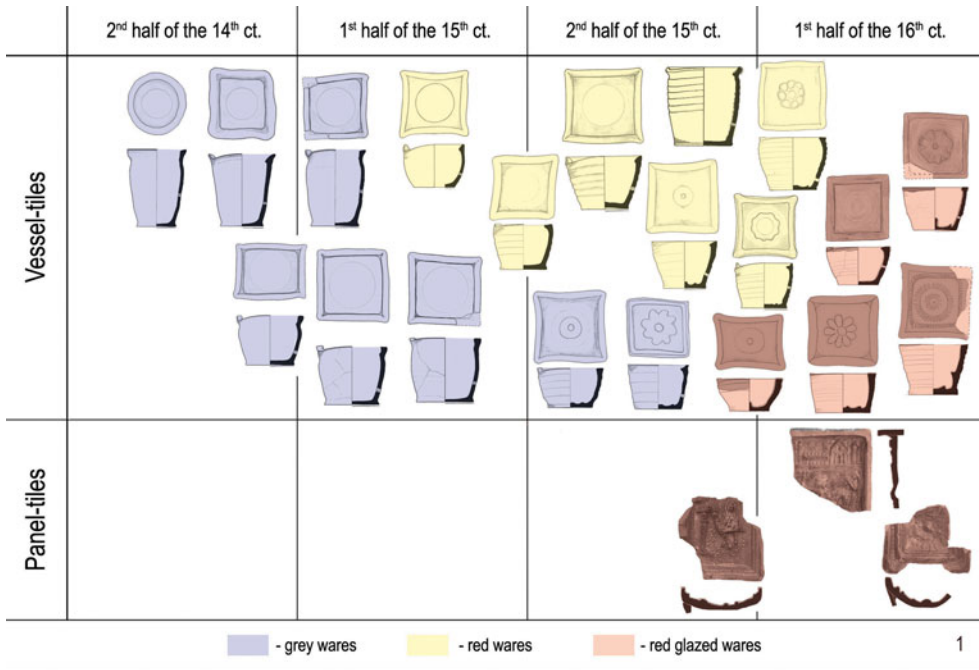 2nd half of the 14th ct. 1st half of the 15th ct. 2nd half of the 15th ct. 1st half of the 16th ct.
Vessel-tiles
Panel-tiles
- grey wares - red wares - red glazed wares 1